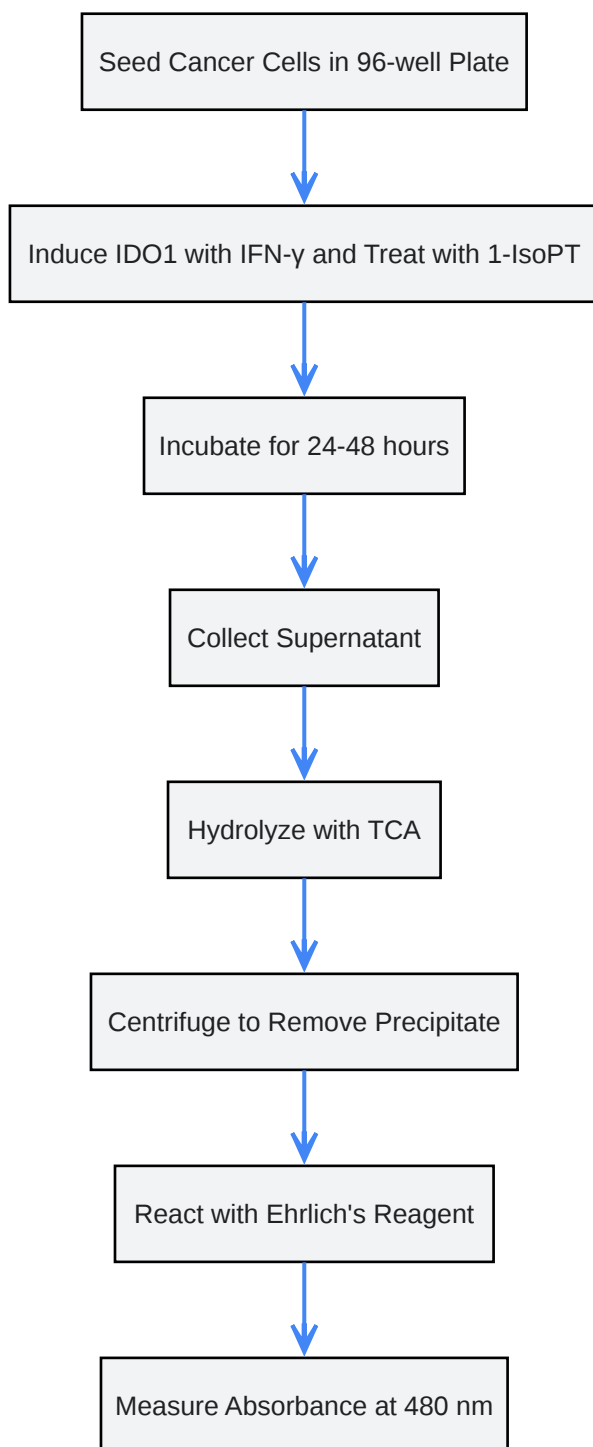 Seed Cancer Cells in 96-well Plate
Induce IDO1 with IFN-γ and Treat with 1-IsoPT
Incubate for 24-48 hours
Collect Supernatant
Hydrolyze with TCA
Centrifuge to Remove Precipitate
React with Ehrlich's Reagent
Measure Absorbance at 480 nm